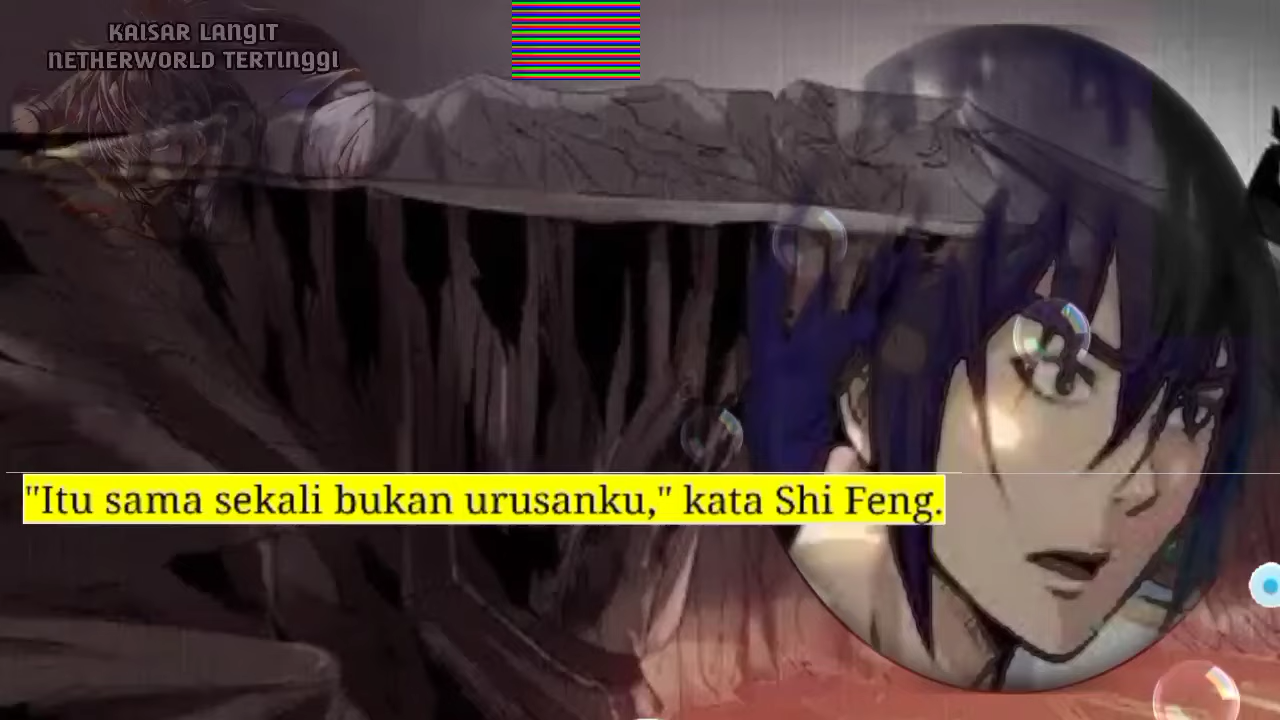 KAISAR LANGIT
NETHERWORLD TERTINGGI
"Itu sama sekali bukan urusanku," kata Shi Feng.